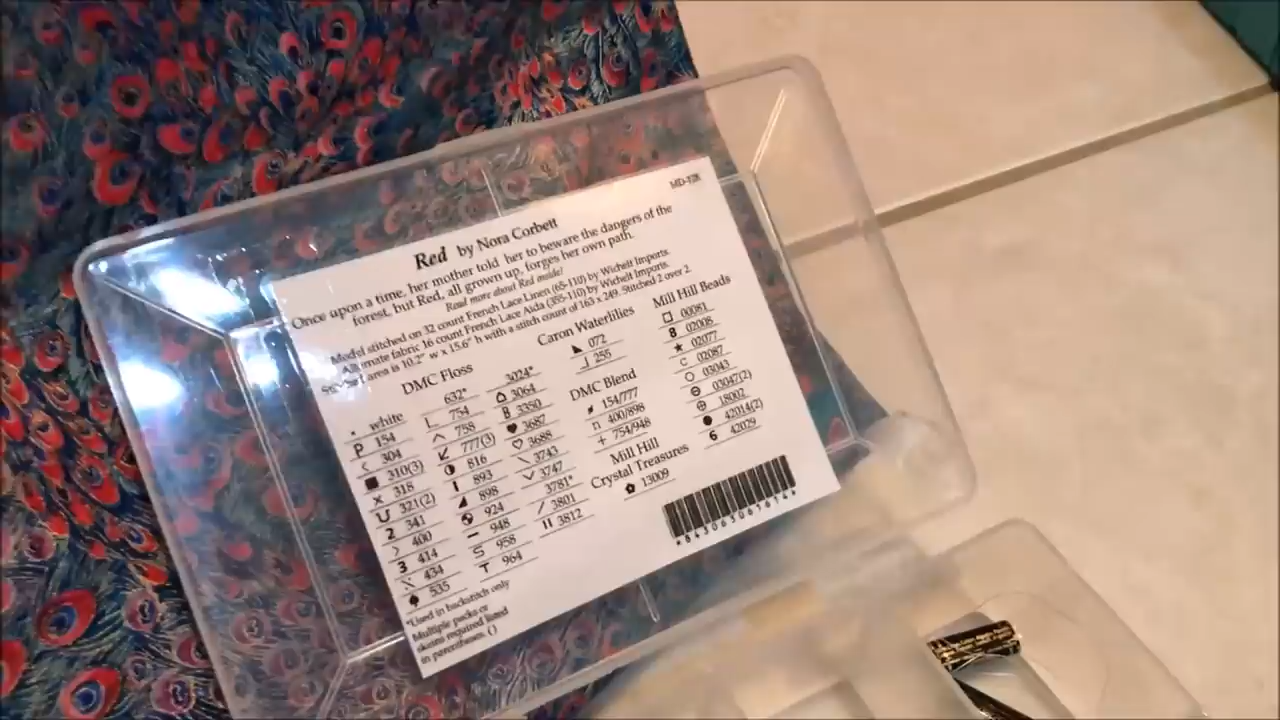 MD-128
Red by Nora Corbett
Once upon a time, her mother told her to beware the dangers of the
forest, but Red, all grown up, forges her own path.
Read more about Red inside!
Model stitched on 32 count French Lace Linen (65-110) by Wichelt Imports.
Alternate fabric 16 count French Lace Aida (355-110) by Wichelt Imports.
area is 10.2" w x 15.6" h with a stitch count of 163 x 249. Stitched 2 over 2
DMC Floss
• white
P 154
< 304
■ 310(3)
× 318
U 321(2)
2 341
> 400
3 414
434
♠ 535
632*
L 754
^ 758
↙ 777(3)
◑ 816
893
◢ 898
924
− 948
S 958
T 964
3024*
3064
8 3350
♥ 3687
♡ 3688
\ 3743
∨ 3747
3781*
/ 3801
II 3812
Caron Waterlilies
◣ 072
┘ 255
DMC Blend
154/777
n 400/898
+ 754/948
Mill Hill
Crystal Treasures
13009
Mill Hill Beads
□ 00081
8 02008
★ 02077
C 02087
○ 03043
⊖ 03047(2)
⊕ 18002
● 42014(2)
6 42029
*Used in backstitch only
Multiple packs or
skeins required listed
in parentheses. ( )